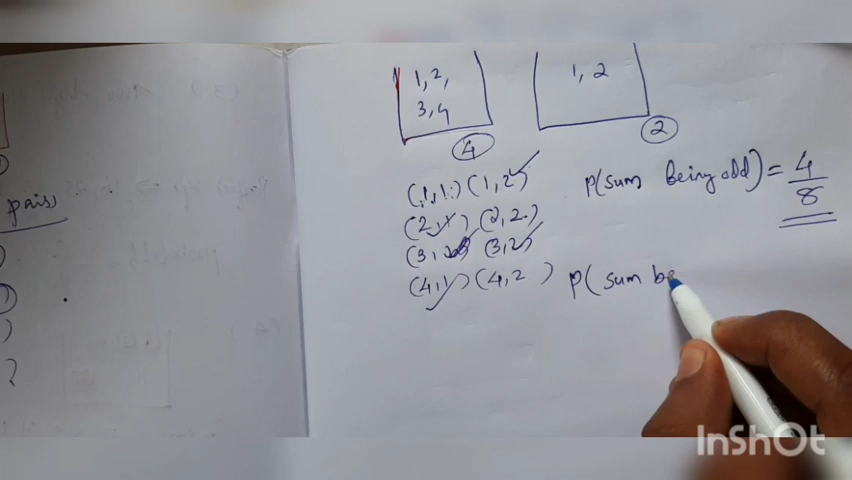 1, 2,
3, 4
④
1, 2
②
(1, 1) (1, 2)
(2, 1) (2, 2)
(3, (3, 2)
(4, 1) (4, 2)
p(sum being odd) = 4/8
p( sum be
pais
InShOt